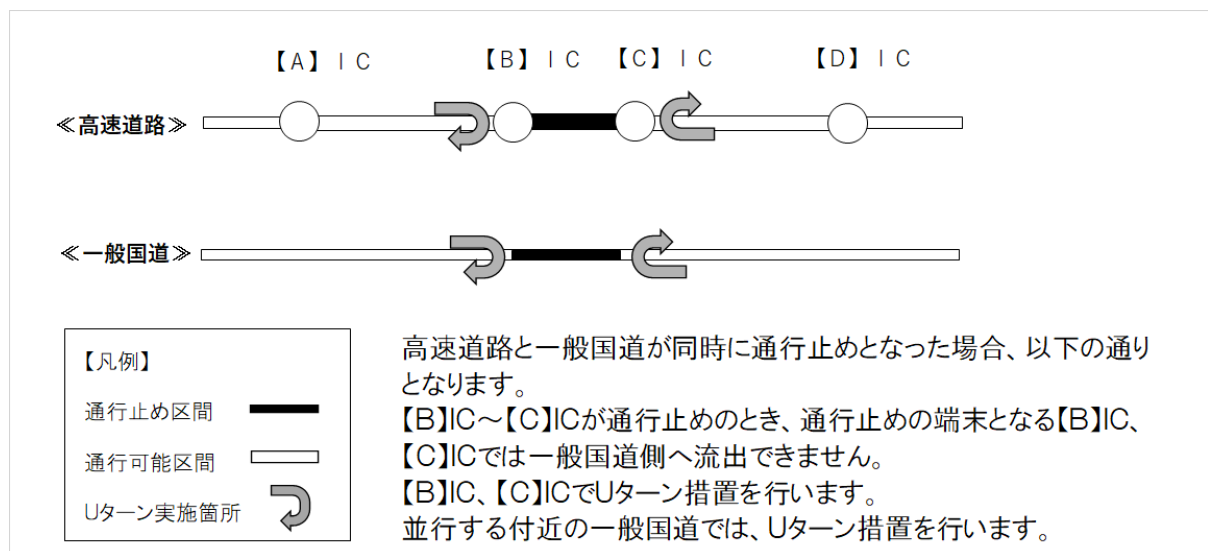 【A】ＩＣ 【B】ＩＣ 【C】ＩＣ 【D】ＩＣ
≪高速道路≫
≪一般国道≫
【凡例】
通行止め区間
通行可能区間
Uターン実施箇所
高速道路と一般国道が同時に通行止めとなった場合、以下の通り
となります。
【B】IC～【C】ICが通行止めのとき、通行止めの端末となる【B】IC、
【C】ICでは一般国道側へ流出できません。
【B】IC、【C】ICでUターン措置を行います。
並行する付近の一般国道では、Uターン措置を行います。